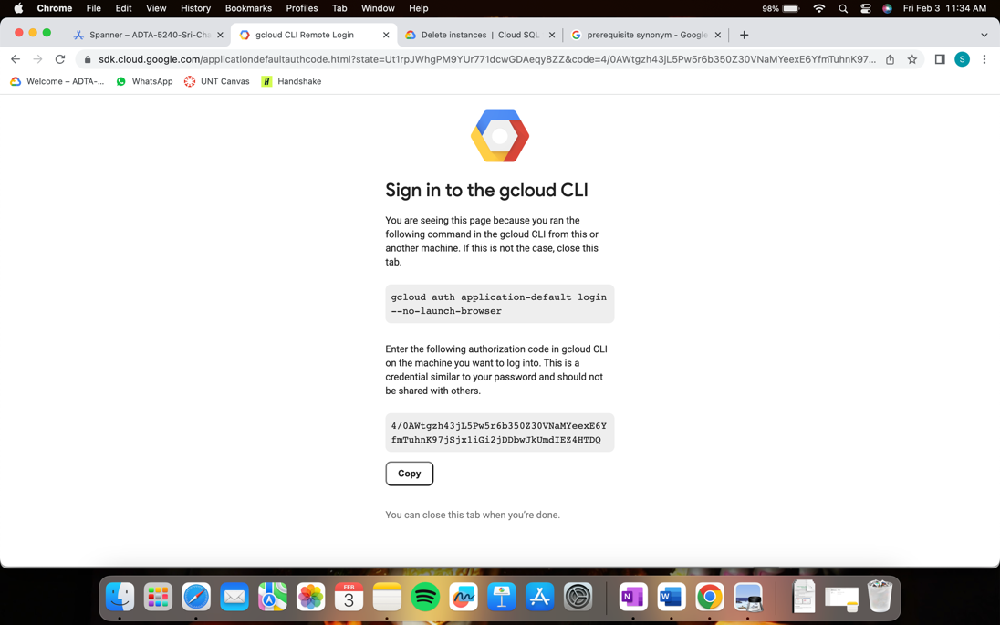 Chrome File Edit View History Bookmarks Profiles Tab Window Help 98% Fri Feb 3 11:34 AM
Spanner – ADTA-5240-Sri-Cha gcloud CLI Remote Login Delete instances | Cloud SQL prerequisite synonym - Google
sdk.cloud.google.com/applicationdefaultauthcode.html?state=Ut1rpJWhgPM9YUr771dcwGDAeqy8ZZ&code=4/0AWtgzh43jL5Pw5r6b350Z30VNaMYeexE6YfmTuhnK97... S
Welcome – ADTA-... WhatsApp UNT Canvas H Handshake
Sign in to the gcloud CLI
You are seeing this page because you ran the
following command in the gcloud CLI from this or
another machine. If this is not the case, close this
tab.
gcloud auth application-default login
--no-launch-browser
Enter the following authorization code in gcloud CLI
on the machine you want to log into. This is a
credential similar to your password and should not
be shared with others.
4/0AWtgzh43jL5Pw5r6b350Z30VNaMYeexE6Y
fmTuhnK97jSjx1iGi2jDDbwJkUmdIEZ4HTDQ
Copy
You can close this tab when you're done.
FEB
3
N
W